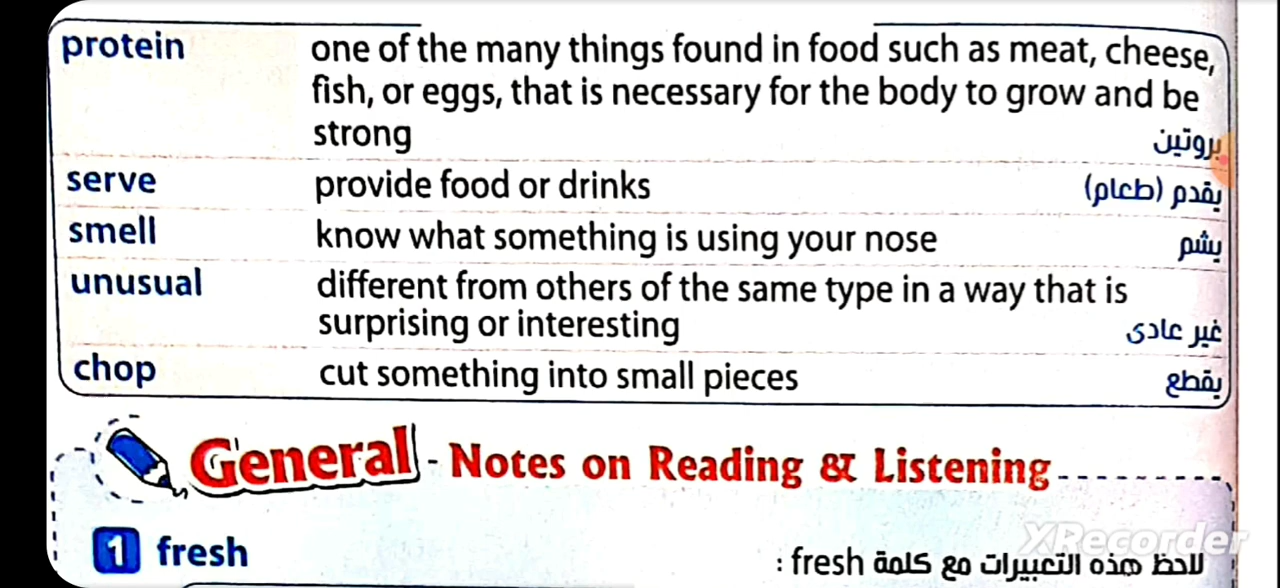 protein one of the many things found in food such as meat, cheese,
fish, or eggs, that is necessary for the body to grow and be
strong بروتين
serve provide food or drinks يقدم (طعام)
smell know what something is using your nose يشم
unusual different from others of the same type in a way that is
surprising or interesting غير عادى
chop cut something into small pieces يقطع
General - Notes on Reading & Listening
1 fresh لاحظ هذه التعبيرات مع كلمة fresh :
XRecorder